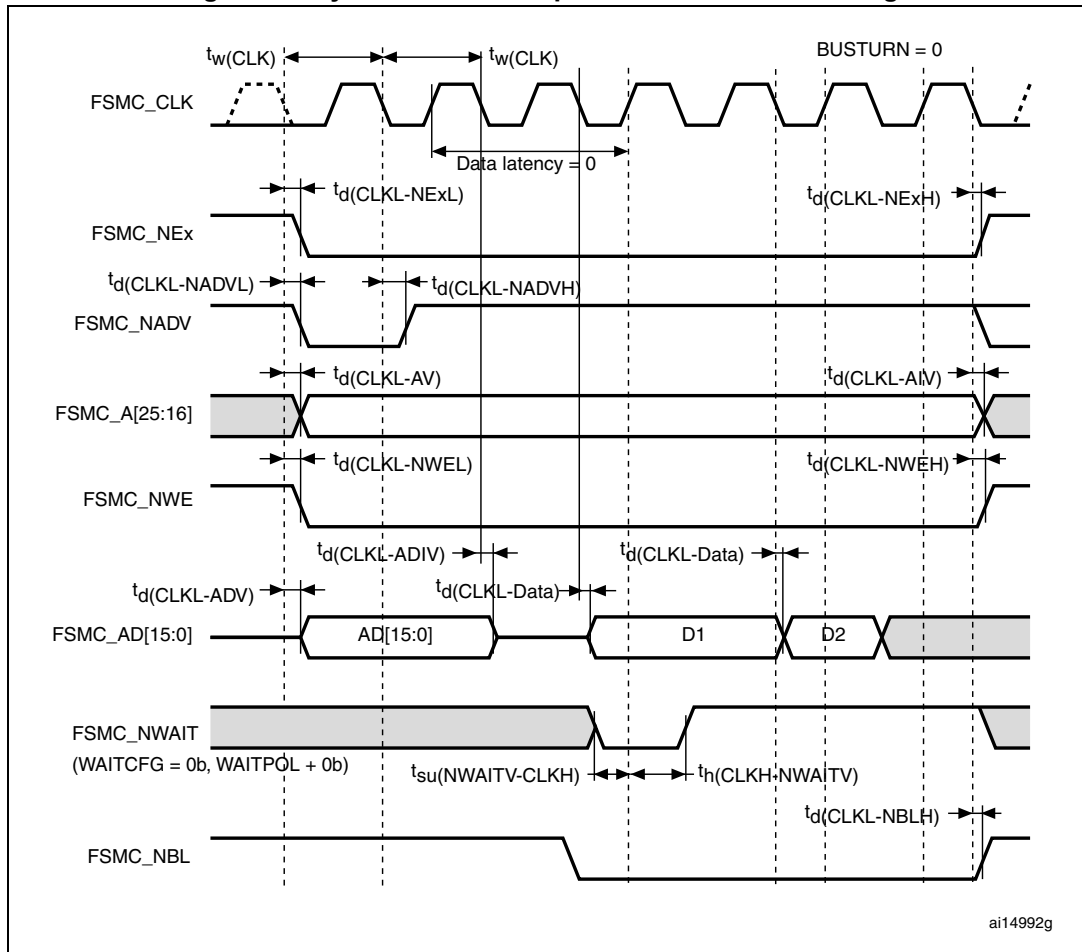 tw(CLK)
tw(CLK)
BUSTURN = 0
FSMC_CLK
Data latency = 0
td(CLKL-NExL)
td(CLKL-NExH)
FSMC_NEx
td(CLKL-NADVL)
td(CLKL-NADVH)
FSMC_NADV
td(CLKL-AV)
td(CLKL-AIV)
FSMC_A[25:16]
td(CLKL-NWEL)
td(CLKL-NWEH)
FSMC_NWE
td(CLKL-ADIV)
td(CLKL-Data)
td(CLKL-ADV)
td(CLKL-Data)
FSMC_AD[15:0]
AD[15:0]
D1
D2
FSMC_NWAIT
(WAITCFG = 0b, WAITPOL + 0b)
tsu(NWAITV-CLKH)
th(CLKH-NWAITV)
td(CLKL-NBLH)
FSMC_NBL
ai14992g